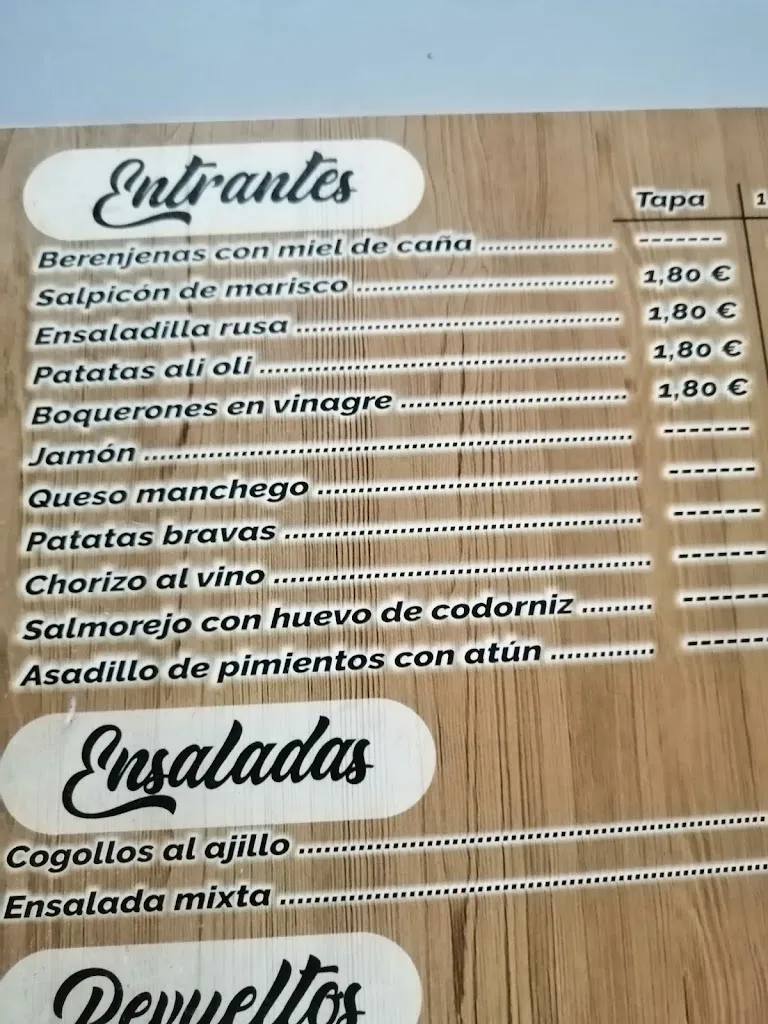 Entrantes
Tapa
Berenjenas con miel de caña .................. -------
Salpicón de marisco .................. 1,80 €
Ensaladilla rusa .................. 1,80 €
Patatas ali oli .................. 1,80 €
Boquerones en vinagre .................. 1,80 €
Jamón .................. -------
Queso manchego .................. -------
Patatas bravas .................. -------
Chorizo al vino .................. -------
Salmorejo con huevo de codorniz ......... -------
Asadillo de pimientos con atún ............. -------
Ensaladas
Cogollos al ajillo ..................
Ensalada mixta ..................
Revueltos